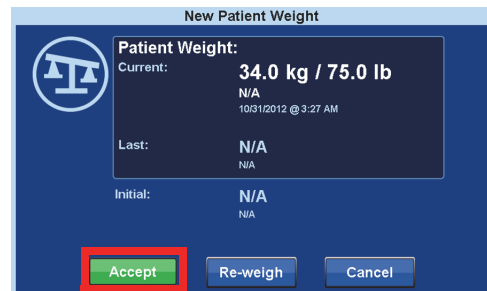 New Patient Weight
Patient Weight:
Current: 34.0 kg / 75.0 lb
N/A
10/31/2012 @ 3:27 AM
Last: N/A
N/A
Initial: N/A
N/A
Accept Re-weigh Cancel